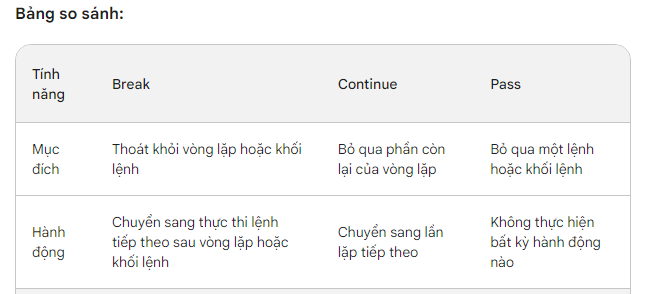 Bảng so sánh:
Tính
năng
Break
Continue
Pass
Mục
đích
Thoát khỏi vòng lặp hoặc khối
lệnh
Bỏ qua phần còn
lại của vòng lặp
Bỏ qua một lệnh
hoặc khối lệnh
Hành
động
Chuyển sang thực thi lệnh
tiếp theo sau vòng lặp hoặc
khối lệnh
Chuyển sang lần
lặp tiếp theo
Không thực hiện
bất kỳ hành động
nào